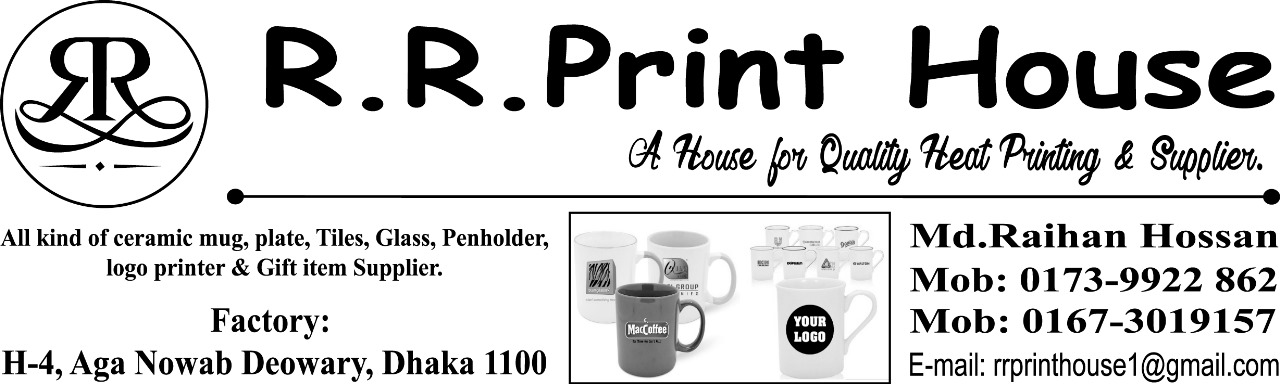 RR
R.R.Print House
A House for Quality Heat Printing & Supplier.
All kind of ceramic mug, plate, Tiles, Glass, Penholder,
logo printer & Gift item Supplier.
Factory:
H-4, Aga Nowab Deowary, Dhaka 1100
GROUP
MacCoffee
YOUR
LOGO
Md.Raihan Hossan
Mob: 0173-9922 862
Mob: 0167-3019157
E-mail: rrprinthouse1@gmail.com